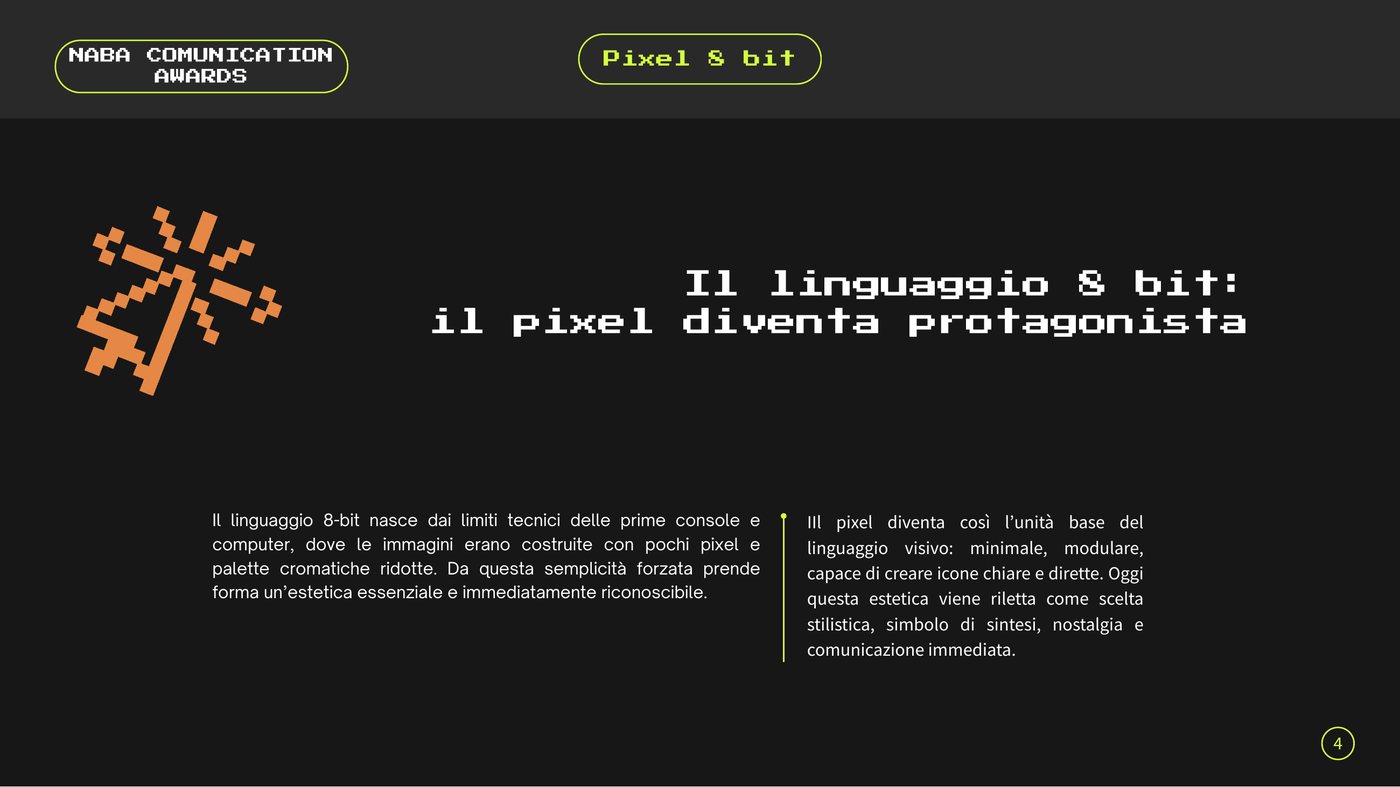 NABA COMUNICATION
AWARDS
Pixel 8 bit
Il linguaggio 8 bit:
il pixel diventa protagonista
Il linguaggio 8-bit nasce dai limiti tecnici delle prime console e
computer, dove le immagini erano costruite con pochi pixel e
palette cromatiche ridotte. Da questa semplicità forzata prende
forma un’estetica essenziale e immediatamente riconoscibile.
IIl pixel diventa così l’unità base del
linguaggio visivo: minimale, modulare,
capace di creare icone chiare e dirette. Oggi
questa estetica viene riletta come scelta
stilistica, simbolo di sintesi, nostalgia e
comunicazione immediata.
4